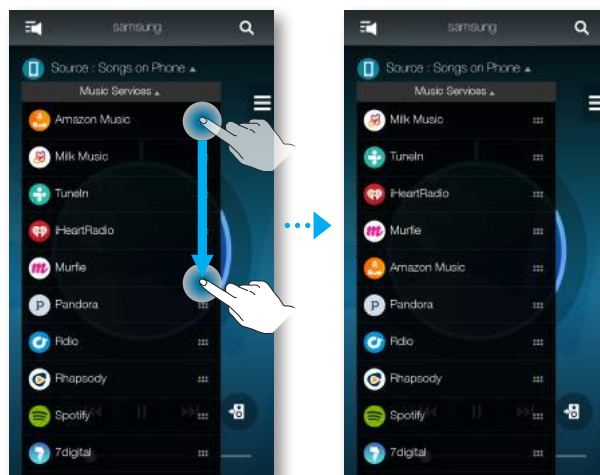 samsung
Source : Songs on Phone
Music Services
Amazon Music
Milk Music
TuneIn
iHeartRadio
Murfie
Pandora
Rdio
Rhapsody
Spotify
7digital
samsung
Source : Songs on Phone
Music Services
Milk Music
TuneIn
iHeartRadio
Murfie
Amazon Music
Pandora
Rdio
Rhapsody
Spotify
7digital